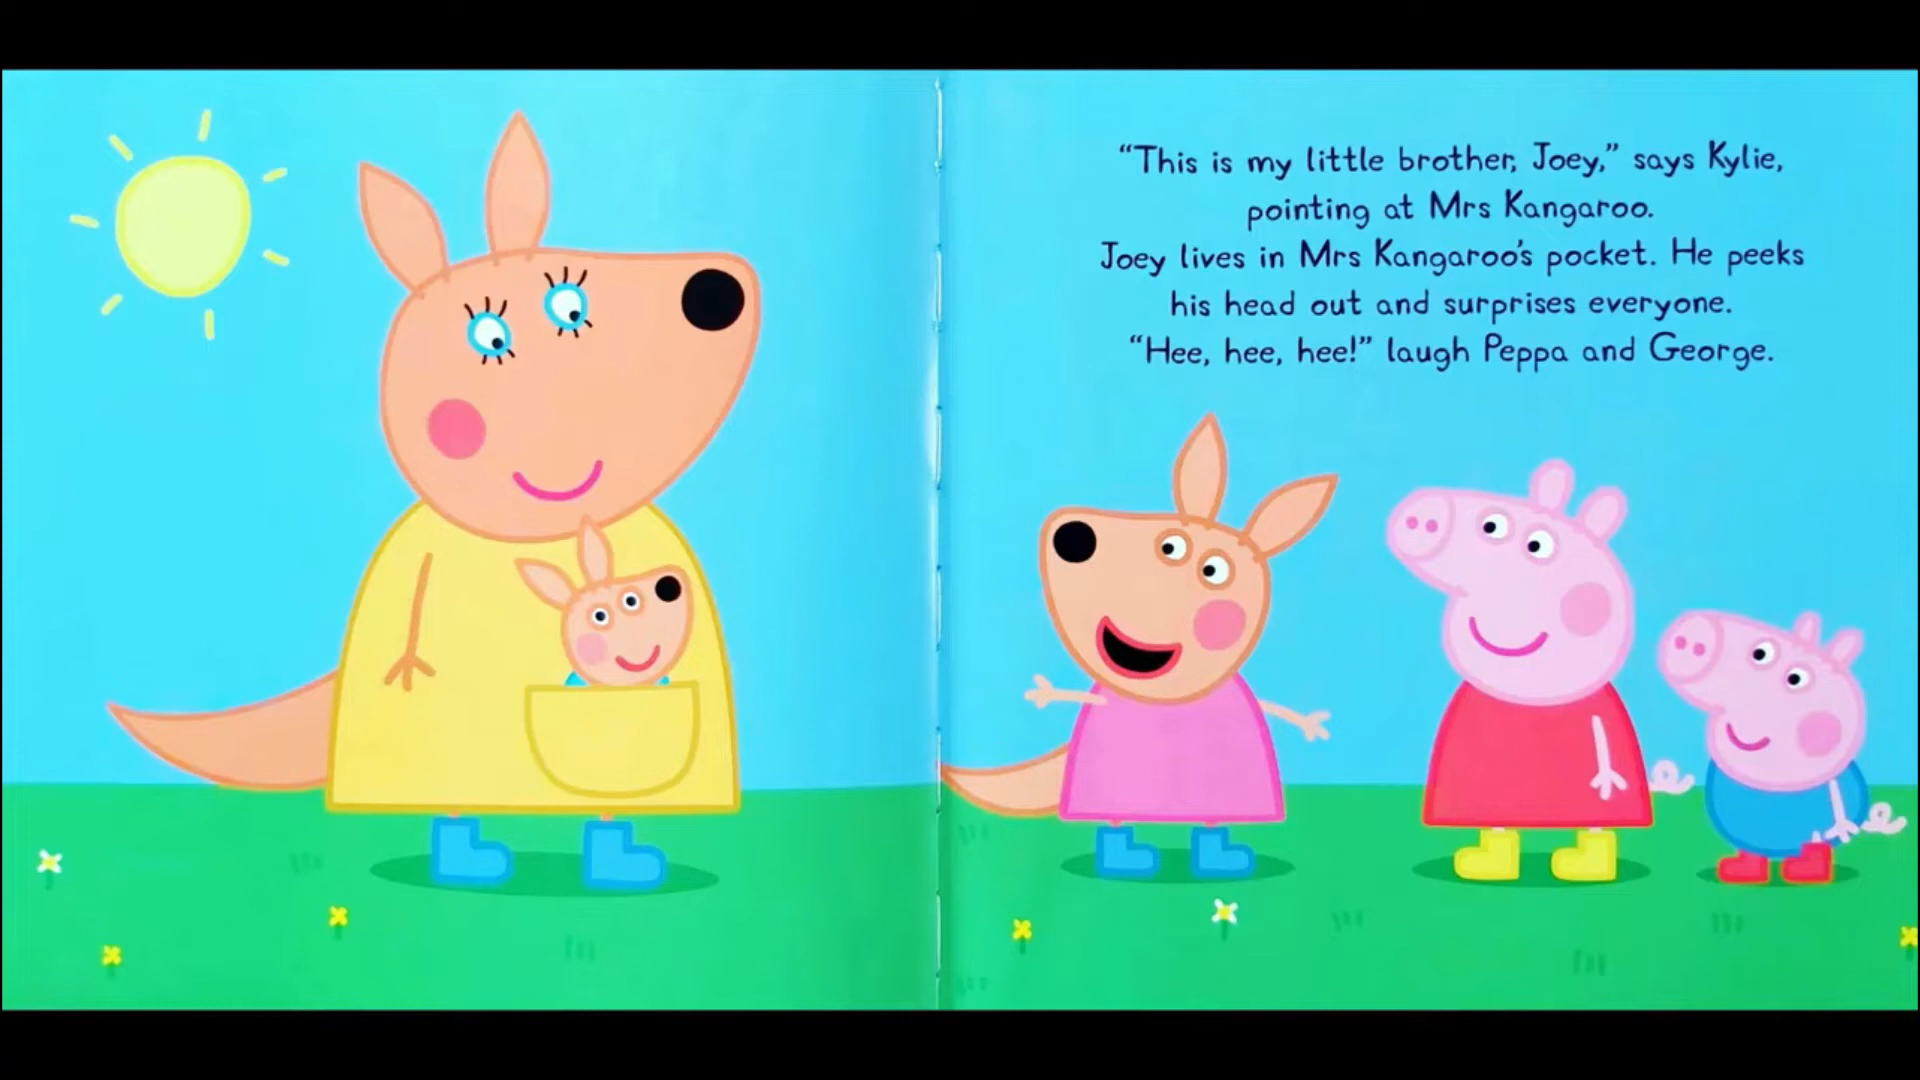 “This is my little brother, Joey,” says Kylie,
pointing at Mrs Kangaroo.
Joey lives in Mrs Kangaroo’s pocket. He peeks
his head out and surprises everyone.
“Hee, hee, hee!” laugh Peppa and George.